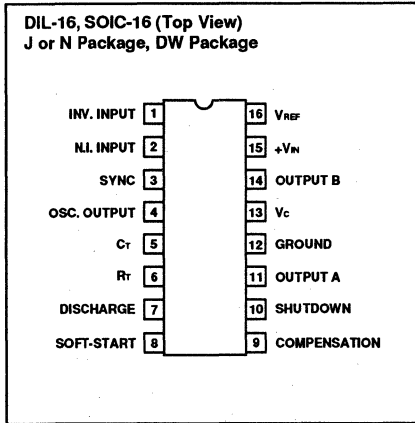 DIL-16, SOIC-16 (Top View)
J or N Package, DW Package
INV. INPUT 1 16 VREF
N.I. INPUT 2 15 +VIN
SYNC 3 14 OUTPUT B
OSC. OUTPUT 4 13 Vc
CT 5 12 GROUND
RT 6 11 OUTPUT A
DISCHARGE 7 10 SHUTDOWN
SOFT-START 8 9 COMPENSATION